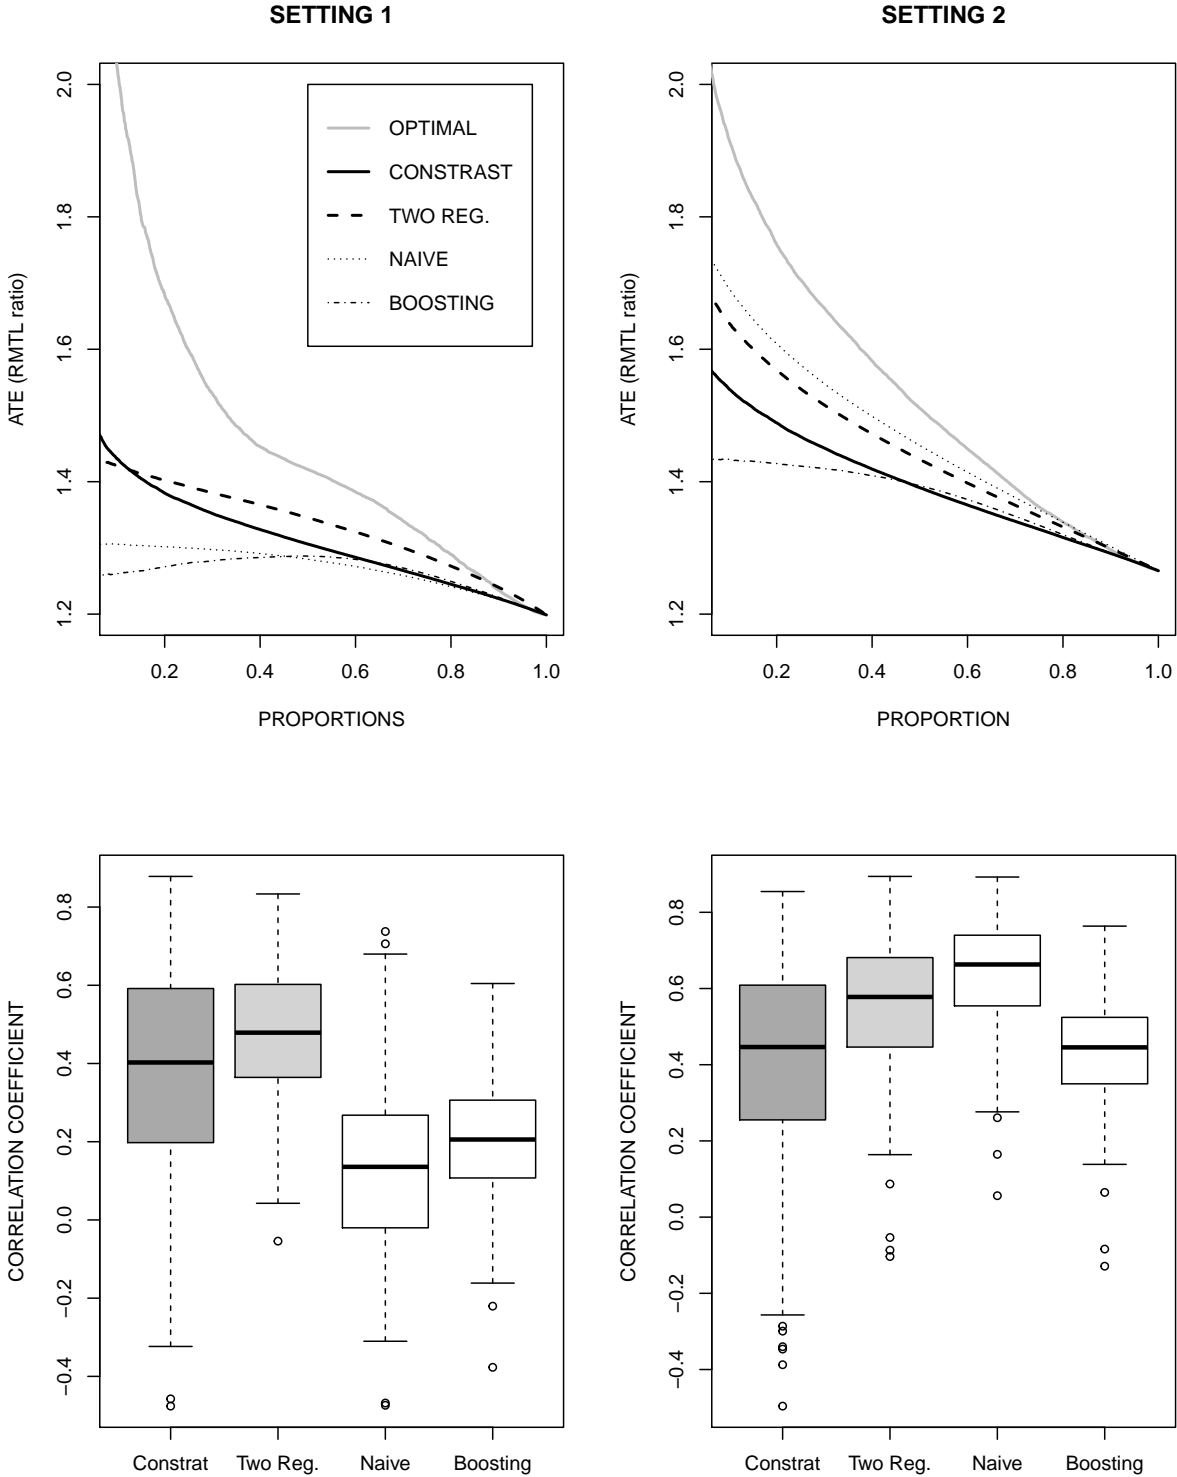 SETTING 1
ATE (RMTL ratio)
2.0
1.8
1.6
1.4
1.2
OPTIMAL
CONSTRAST
TWO REG.
NAIVE
BOOSTING
0.2 0.4 0.6 0.8 1.0
PROPORTIONS
SETTING 2
ATE (RMTL ratio)
2.0
1.8
1.6
1.4
1.2
0.2 0.4 0.6 0.8 1.0
PROPORTION
CORRELATION COEFFICIENT
0.8
0.6
0.4
0.2
0.0
−0.2
−0.4
Constrat Two Reg. Naive Boosting
CORRELATION COEFFICIENT
0.8
0.6
0.4
0.2
0.0
−0.2
−0.4
Constrat Two Reg. Naive Boosting